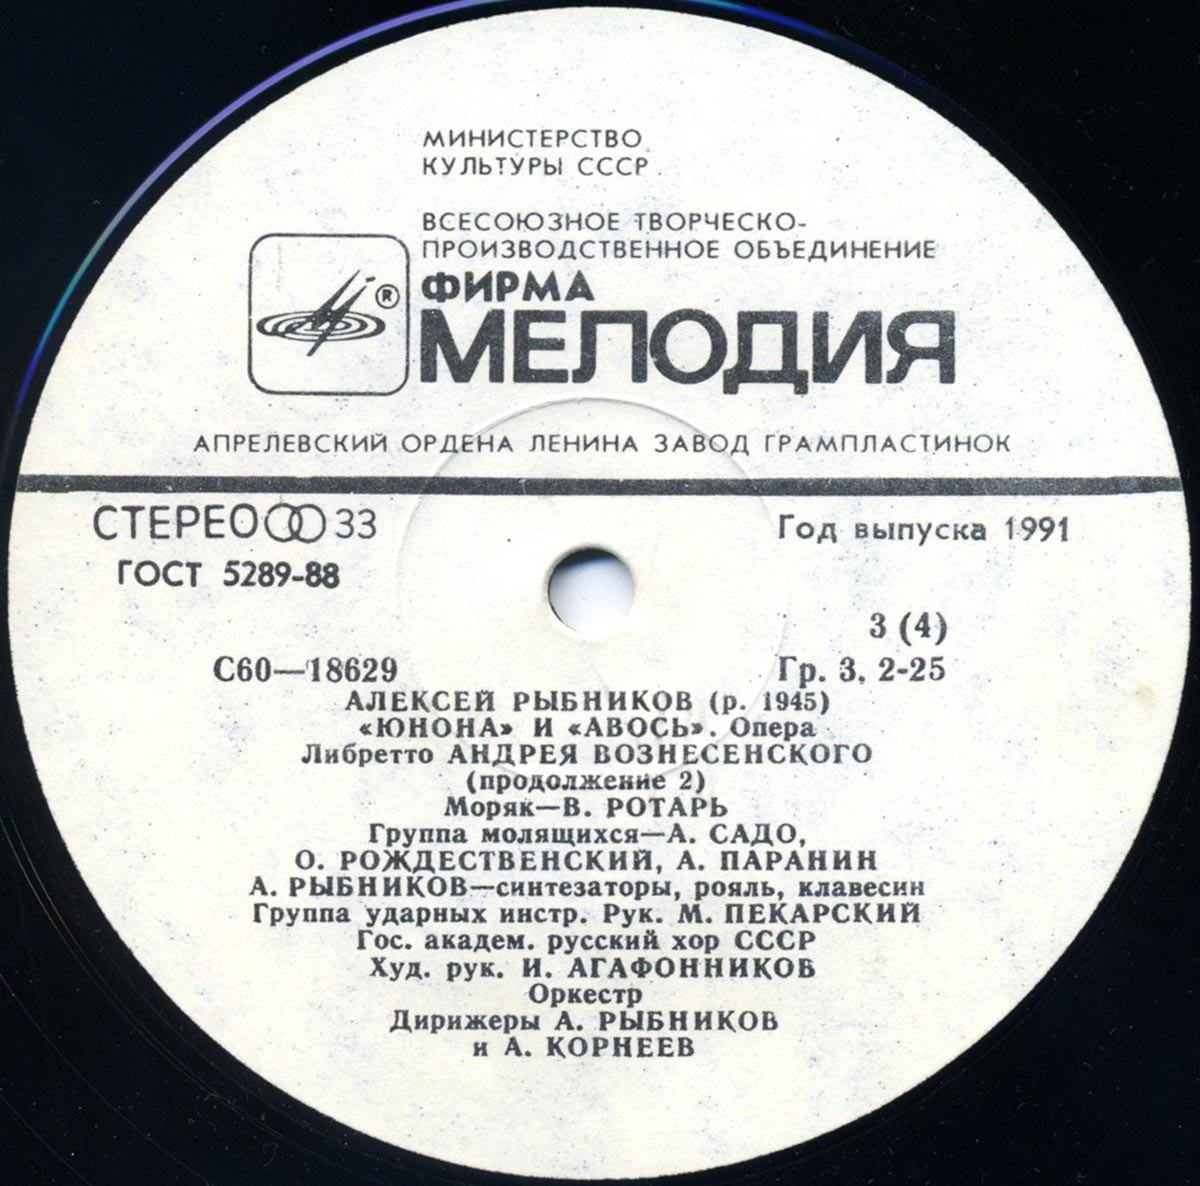 МИНИСТЕРСТВО
КУЛЬТУРЫ СССР
ВСЕСОЮЗНОЕ ТВОРЧЕСКО-
ПРОИЗВОДСТВЕННОЕ ОБЪЕДИНЕНИЕ
ФИРМА
®
МЕЛОДИЯ
АПРЕЛЕВСКИЙ ОРДЕНА ЛЕНИНА ЗАВОД ГРАМПЛАСТИНОК
СТЕРЕО 33
Год выпуска 1991
ГОСТ 5289-88
3 (4)
С60—18629
Гр. 3, 2-25
АЛЕКСЕЙ РЫБНИКОВ (р. 1945)
«ЮНОНА» И «АВОСЬ». Опера
Либретто АНДРЕЯ ВОЗНЕСЕНСКОГО
(продолжение 2)
Моряк—В. РОТАРЬ
Группа молящихся—А. САДО,
О. РОЖДЕСТВЕНСКИЙ, А. ПАРАНИН
А. РЫБНИКОВ—синтезаторы, рояль, клавесин
Группа ударных инстр. Рук. М. ПЕКАРСКИЙ
Гос. академ. русский хор СССР
Худ. рук. И. АГАФОННИКОВ
Оркестр
Дирижеры А. РЫБНИКОВ
и А. КОРНЕЕВ